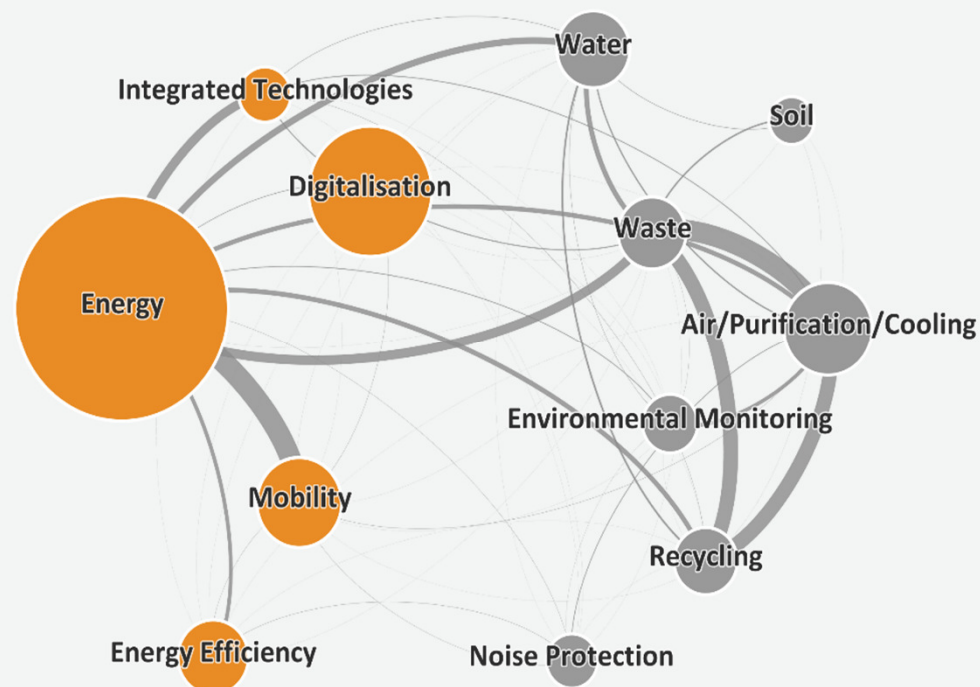 Water
Integrated Technologies
Soil
Digitalisation
Waste
Energy
Air/Purification/Cooling
Environmental Monitoring
Mobility
Recycling
Energy Efficiency
Noise Protection